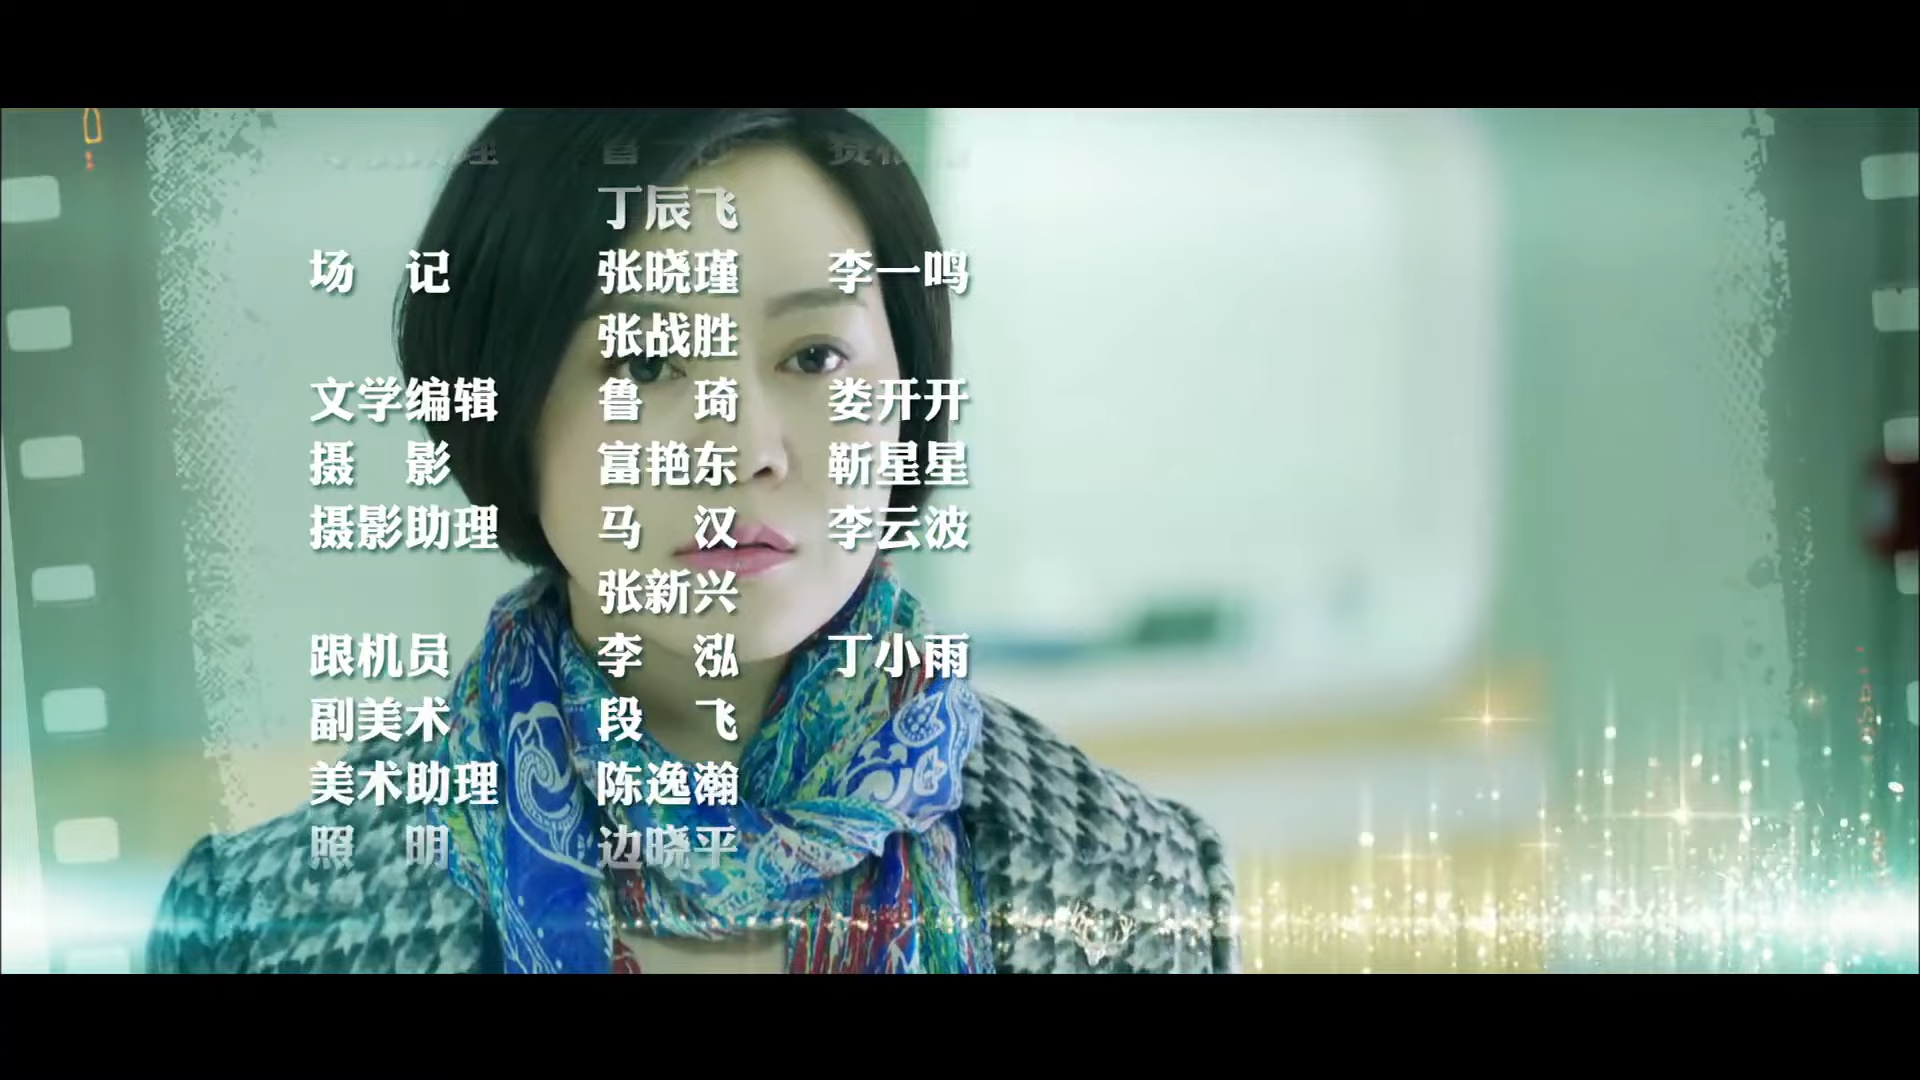 丁辰飞
场 记 张晓瑾 李一鸣
张战胜
文学编辑 鲁 琦 娄开开
摄 影 富艳东 靳星星
摄影助理 马 汉 李云波
张新兴
跟机员 李 泓 丁小雨
副美术 段 飞
美术助理 陈逸瀚
照 明 边晓平